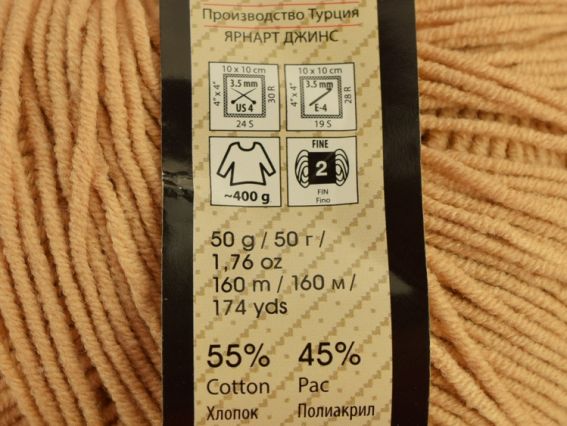 Производство Турция
ЯРНАРТ ДЖИНС
10 x 10 cm 10 x 10 cm
4" x 4" 3.5 mm US 4 30 R 4" x 4" 3.5 mm E-4 28 R
24 S 19 S
FINE
2
~400 g FIN
Fino
50 g / 50 г /
1,76 oz
160 m / 160 м /
174 yds
55% 45%
Cotton Pac
Хлопок Полиакрил